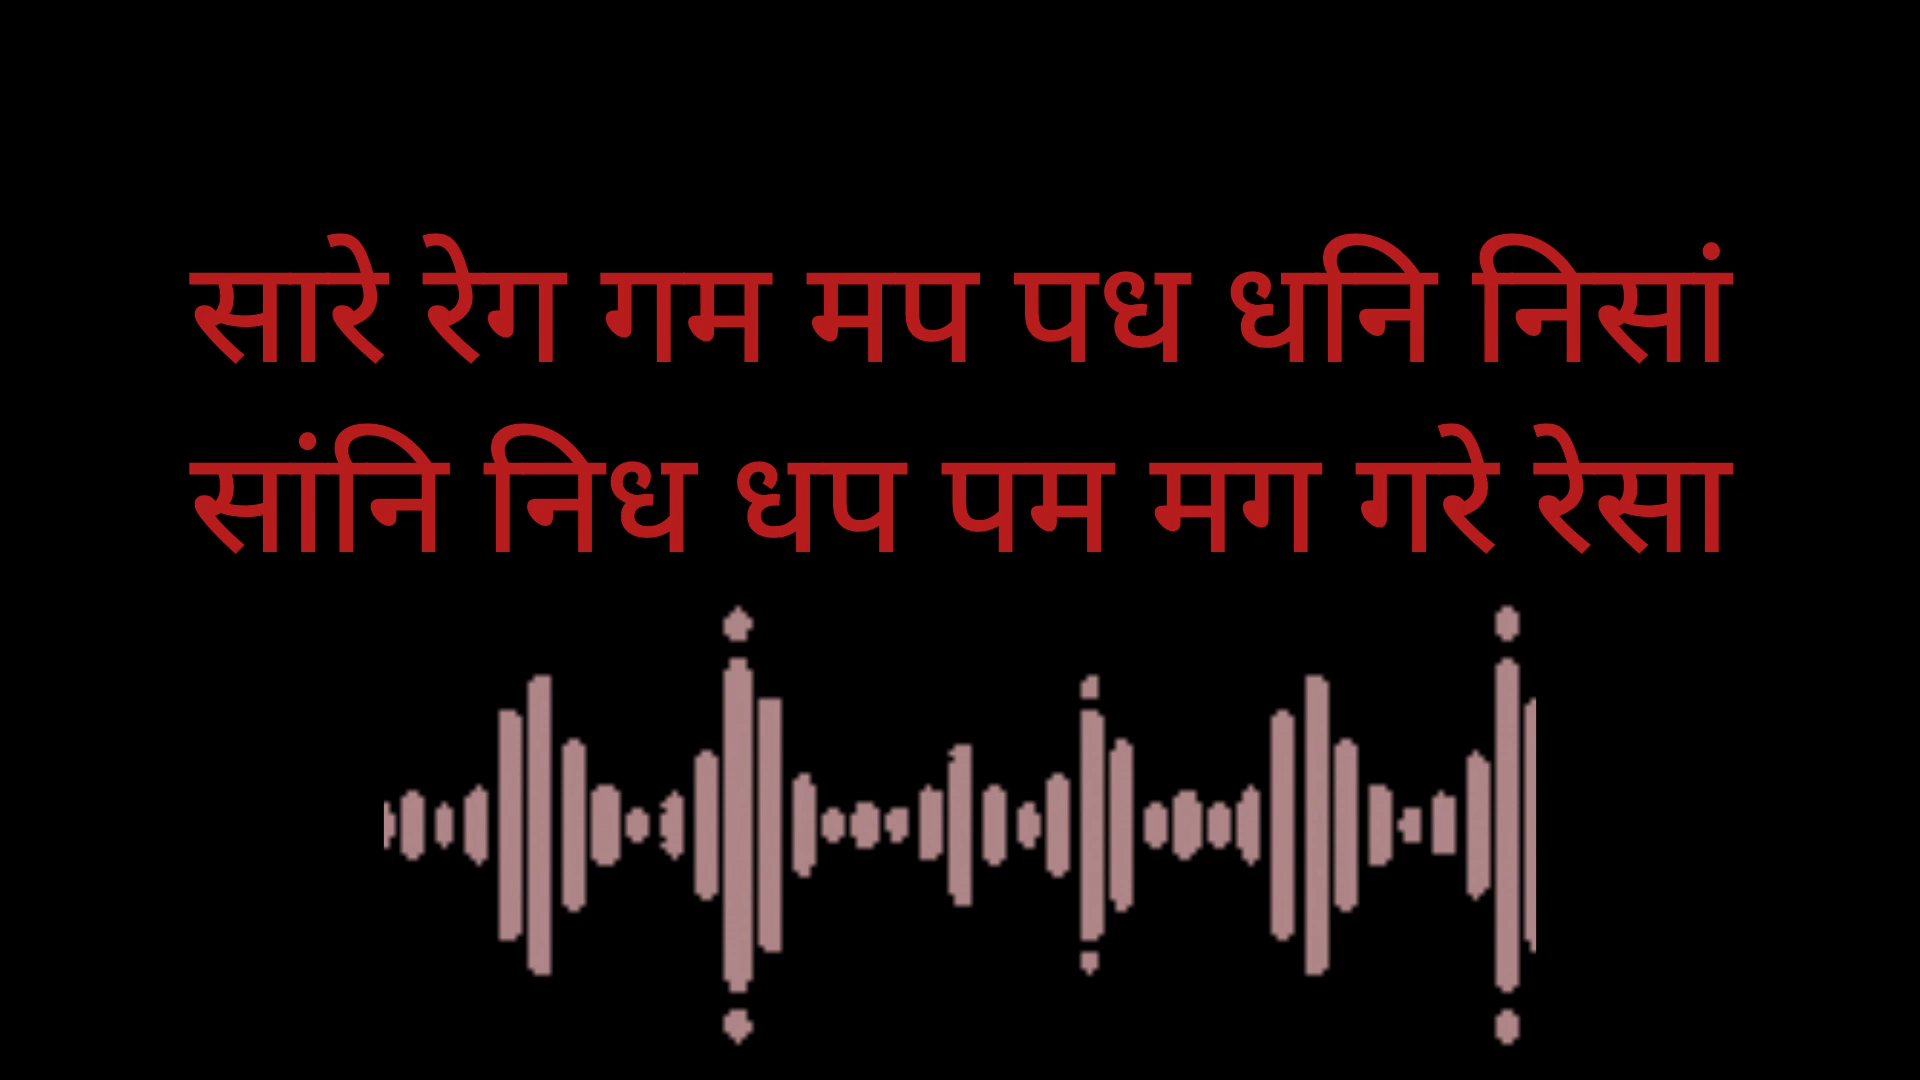 सारे रेग गम मप पध धनि निसां
सांनि निध धप पम मग गरे रेसा